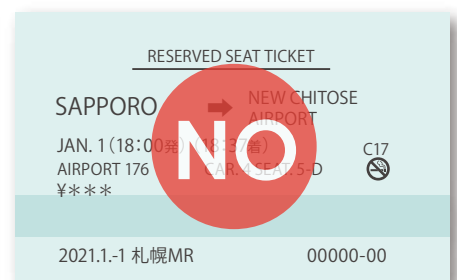 RESERVED SEAT TICKET
SAPPORO ➡ NEW CHITOSE AIRPORT
JAN. 1 (18:00発) (18:37着)
C17
AIRPORT 176 CAR. 4 SEAT. 5-D
¥***
NO
2021.1.-1 札幌MR 00000-00